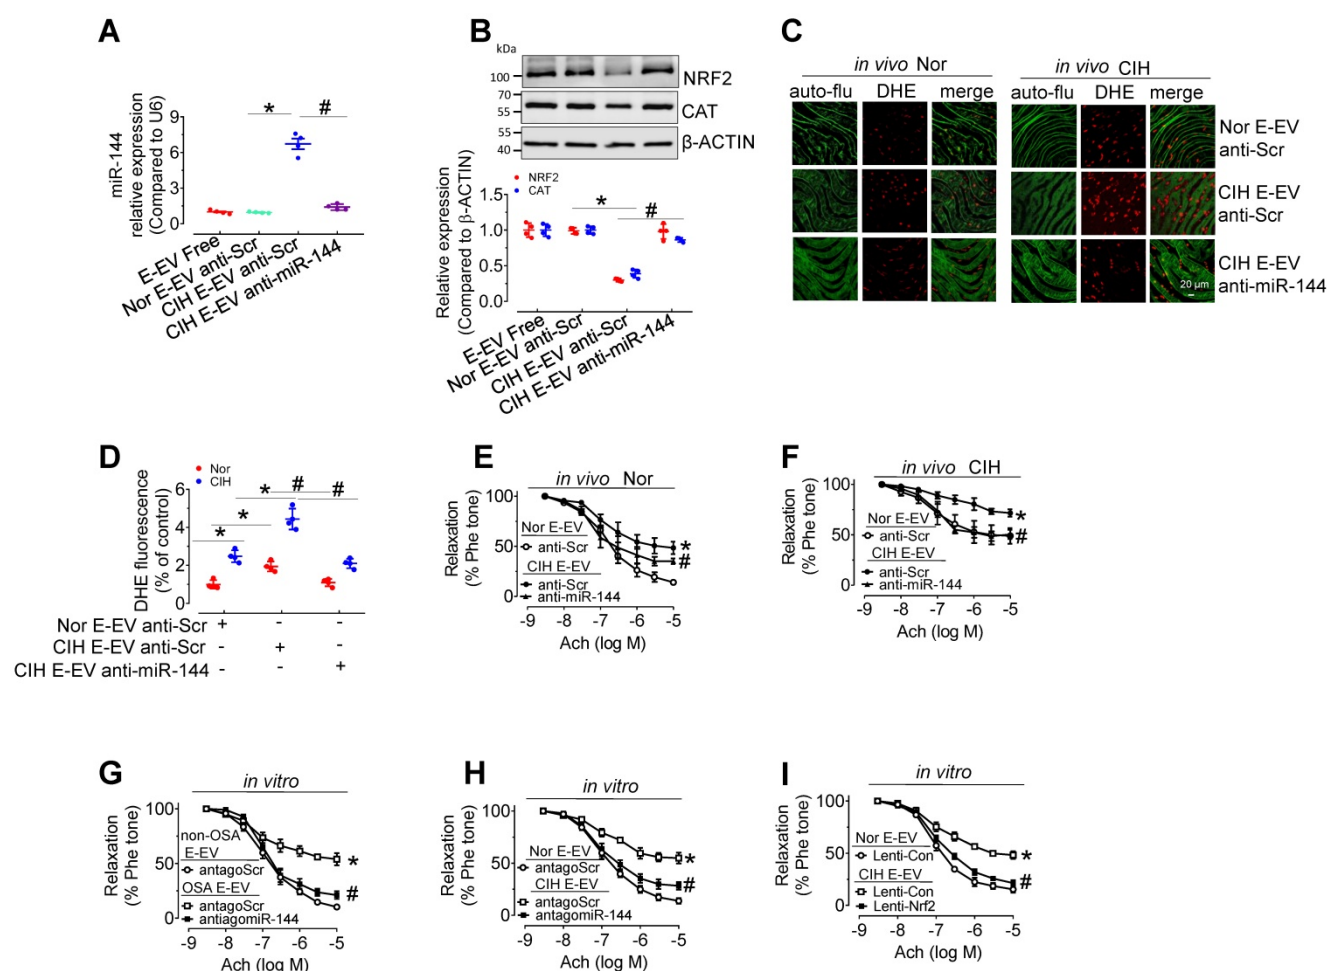 A
miR-144
relative expression
(Compared to U6)
9
6
3
0
*
#
E-EV Free
Nor E-EV anti-Scr
CIH E-EV anti-Scr
CIH E-EV anti-miR-144
B
kDa
100
70
55
55
40
NRF2
CAT
β-ACTIN
NRF2
CAT
Relative expression
(Compared to β-ACTIN)
1.5
1.0
0.5
0.0
*
#
E-EV Free
Nor E-EV anti-Scr
CIH E-EV anti-Scr
CIH E-EV anti-miR-144
C
in vivo Nor
in vivo CIH
auto-flu DHE merge
auto-flu DHE merge
Nor E-EV
anti-Scr
CIH E-EV
anti-Scr
CIH E-EV
anti-miR-144
20 µm
D
Nor
CIH
DHE fluorescence
(% of control)
6
4
2
0
* # #
* *
Nor E-EV anti-Scr + - -
CIH E-EV anti-Scr - + -
CIH E-EV anti-miR-144 - - +
E
in vivo Nor
Relaxation
(% Phe tone)
100
50
0
Nor E-EV
anti-Scr
CIH E-EV
anti-Scr
anti-miR-144
*
#
-9 -8 -7 -6 -5
Ach (log M)
F
in vivo CIH
Relaxation
(% Phe tone)
100
50
0
Nor E-EV
anti-Scr
CIH E-EV
anti-Scr
anti-miR-144
*
#
-9 -8 -7 -6 -5
Ach (log M)
G
in vitro
Relaxation
(% Phe tone)
100
50
0
non-OSA
E-EV
antagoScr
OSA E-EV
antagoScr
antiagomiR-144
*
#
-9 -8 -7 -6 -5
Ach (log M)
H
in vitro
Relaxation
(% Phe tone)
100
50
0
Nor E-EV
antagoScr
CIH E-EV
antagoScr
antagomiR-144
*
#
-9 -8 -7 -6 -5
Ach (log M)
I
in vitro
Relaxation
(% Phe tone)
100
50
0
Nor E-EV
Lenti-Con
CIH E-EV
Lenti-Con
Lenti-Nrf2
*
#
-9 -8 -7 -6 -5
Ach (log M)